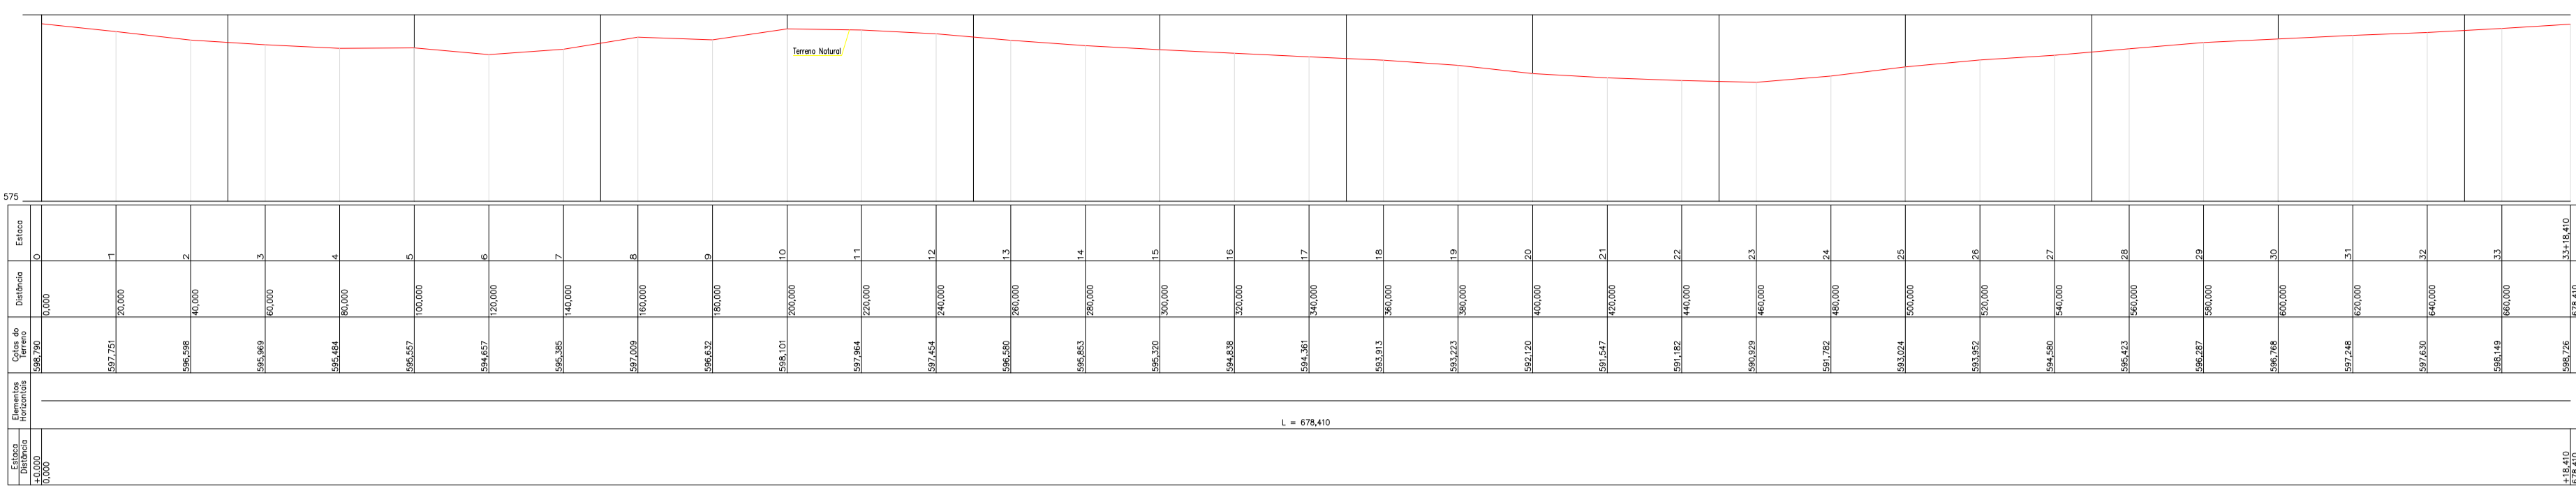 Terreno Natural
575
Estaca
0 1 2 3 4 5 6 7 8 9 10 11 12 13 14 15 16 17 18 19 20 21 22 23 24 25 26 27 28 29 30 31 32 33 33+18,410
Distância
0,000 20,000 40,000 60,000 80,000 100,000 120,000 140,000 160,000 180,000 200,000 220,000 240,000 260,000 280,000 300,000 320,000 340,000 360,000 380,000 400,000 420,000 440,000 460,000 480,000 500,000 520,000 540,000 560,000 580,000 600,000 620,000 640,000 660,000 678,410
Cotas do
Terreno
598,790 597,751 596,598 595,969 595,484 595,557 594,657 595,385 597,009 596,632 598,101 597,964 597,454 596,580 595,853 595,320 594,838 594,361 593,913 593,223 592,120 591,547 591,182 590,929 591,782 593,024 593,952 594,580 595,423 596,287 596,768 597,248 597,630 598,149 598,726
Elementos
Horizontais
L = 678,410
Estaca
Distância
+0.000
0,000
+18,410
678,410